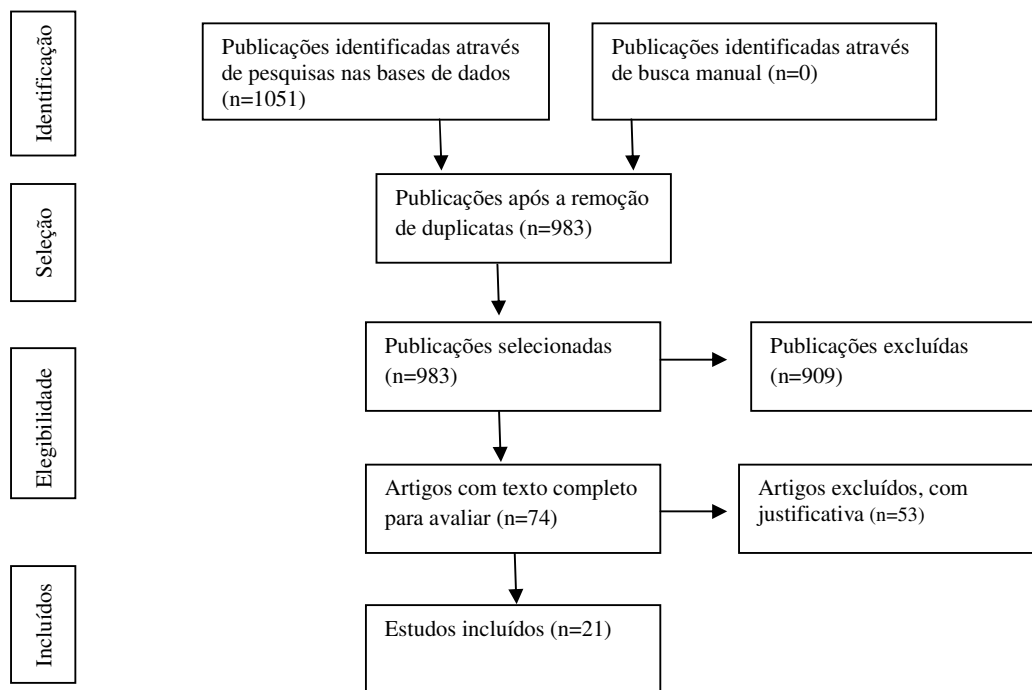 Identificação
Publicações identificadas através
de pesquisas nas bases de dados
(n=1051)
Publicações identificadas através
de busca manual (n=0)
Seleção
Publicações após a remoção
de duplicatas (n=983)
Elegibilidade
Publicações selecionadas
(n=983)
Publicações excluídas
(n=909)
Artigos com texto completo
para avaliar (n=74)
Artigos excluídos, com
justificativa (n=53)
Incluídos
Estudos incluídos (n=21)